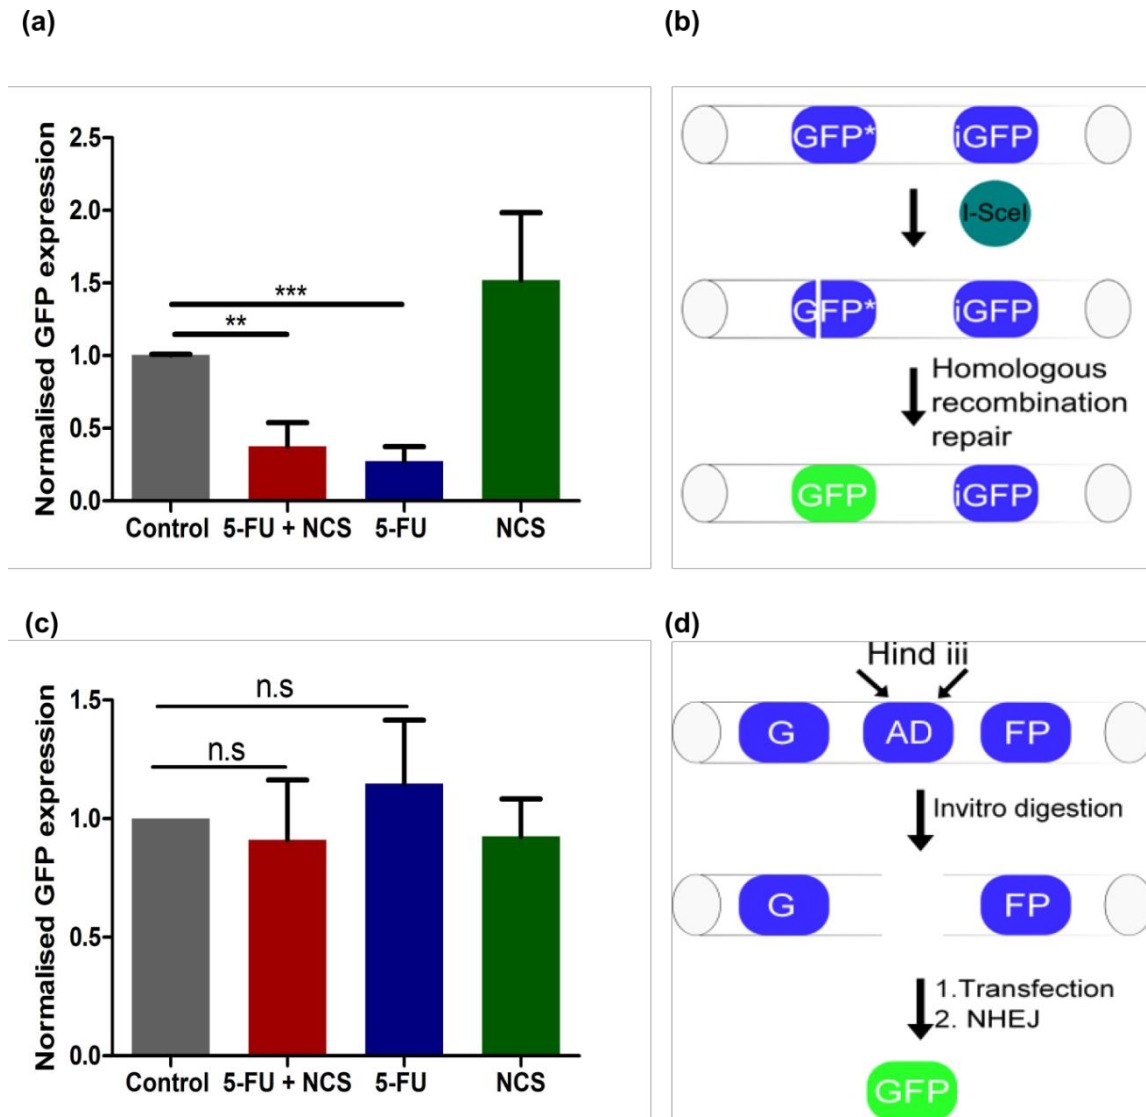 (a)
Normalised GFP expression
2.5
2.0
1.5
1.0
0.5
0.0
***
**
Control 5-FU + NCS 5-FU NCS
(b)
GFP* iGFP
I-SceI
GFP* iGFP
Homologous
recombination
repair
GFP iGFP
(c)
Normalised GFP expression
1.5
1.0
0.5
0.0
n.s
n.s
Control 5-FU + NCS 5-FU NCS
(d)
Hind iii
G AD FP
Invitro digestion
G FP
1.Transfection
2. NHEJ
GFP